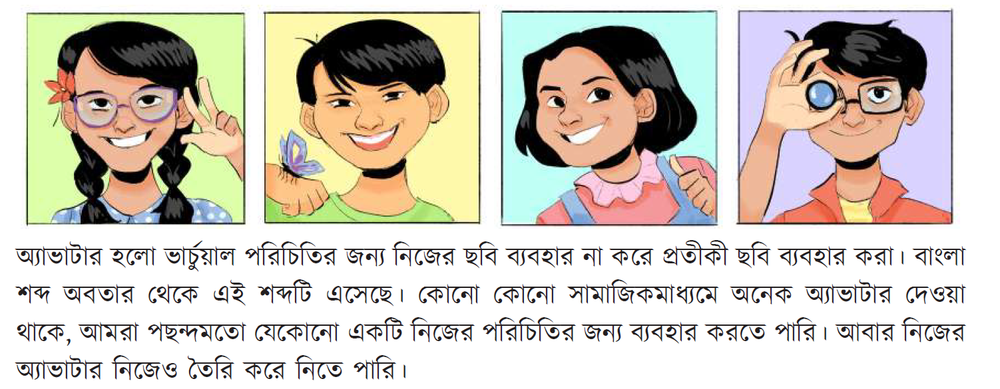 অ্যাভাটার হলো ভার্চুয়াল পরিচিতির জন্য নিজের ছবি ব্যবহার না করে প্রতীকী ছবি ব্যবহার করা। বাংলা
শব্দ অবতার থেকে এই শব্দটি এসেছে। কোনো কোনো সামাজিকমাধ্যমে অনেক অ্যাভাটার দেওয়া
থাকে, আমরা পছন্দমতো যেকোনো একটি নিজের পরিচিতির জন্য ব্যবহার করতে পারি। আবার নিজের
অ্যাভাটার নিজেও তৈরি করে নিতে পারি।